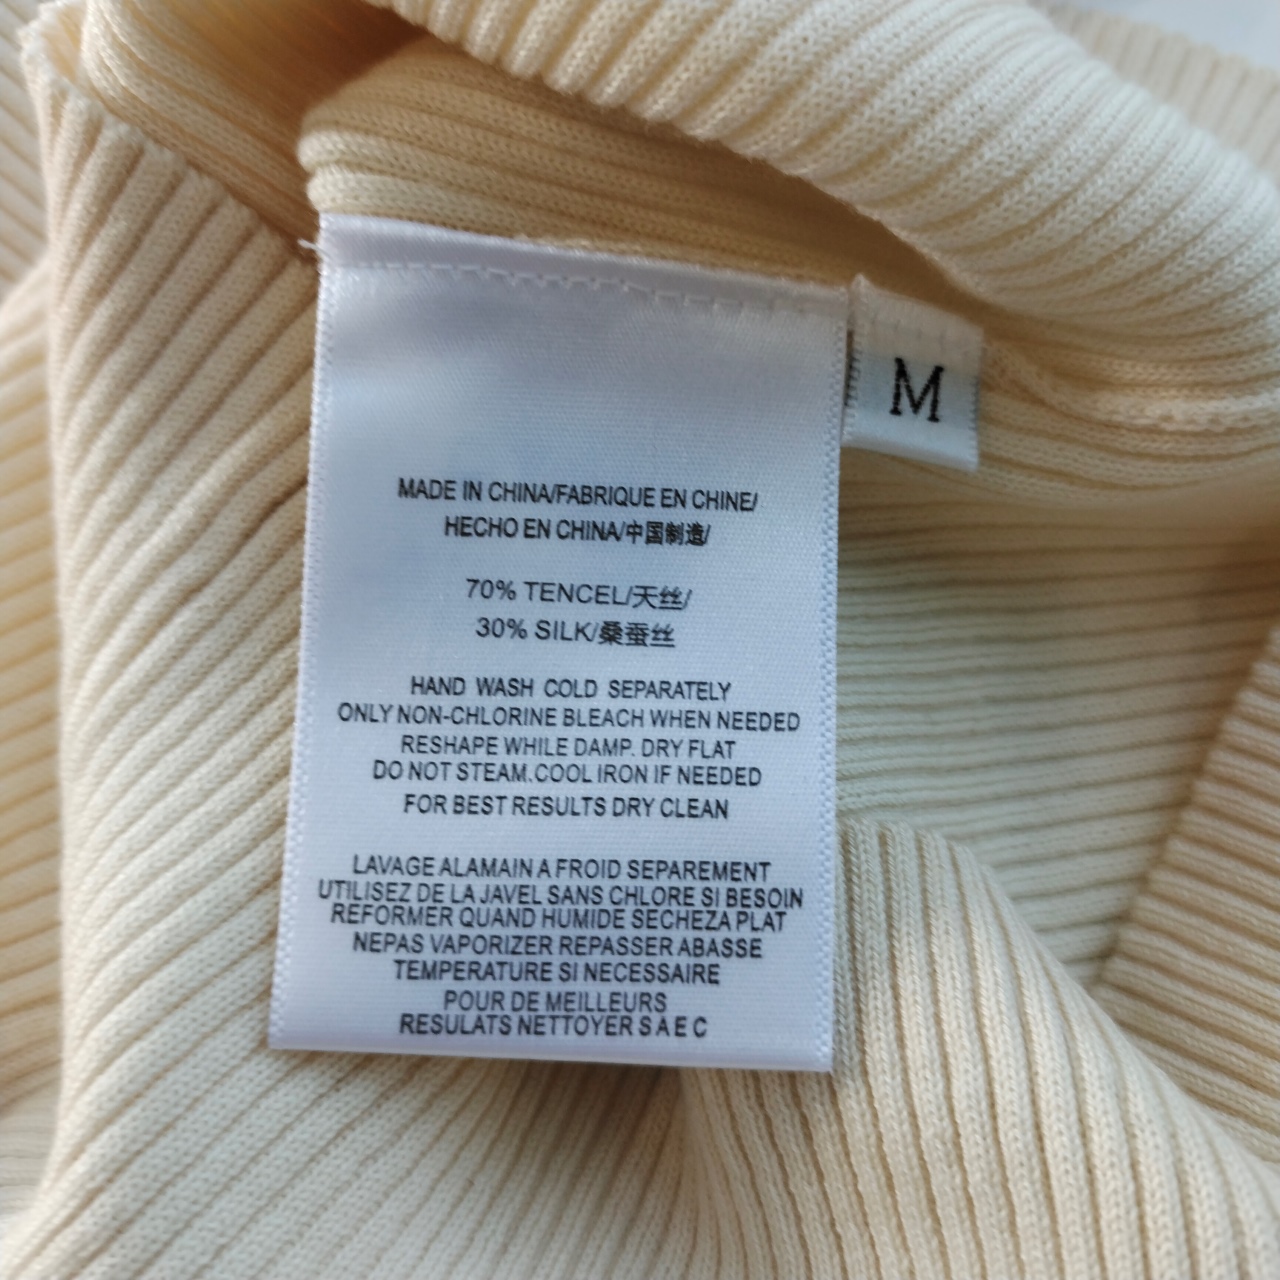 M
MADE IN CHINA/FABRIQUE EN CHINE/
HECHO EN CHINA/中国制造/
70% TENCEL/天丝/
30% SILK/桑蚕丝
HAND WASH COLD SEPARATELY
ONLY NON-CHLORINE BLEACH WHEN NEEDED
RESHAPE WHILE DAMP. DRY FLAT
DO NOT STEAM.COOL IRON IF NEEDED
FOR BEST RESULTS DRY CLEAN
LAVAGE ALAMAIN A FROID SEPAREMENT
UTILISEZ DE LA JAVEL SANS CHLORE SI BESOIN
REFORMER QUAND HUMIDE SECHEZA PLAT
NEPAS VAPORIZER REPASSER ABASSE
TEMPERATURE SI NECESSAIRE
POUR DE MEILLEURS
RESULATS NETTOYER S A E C